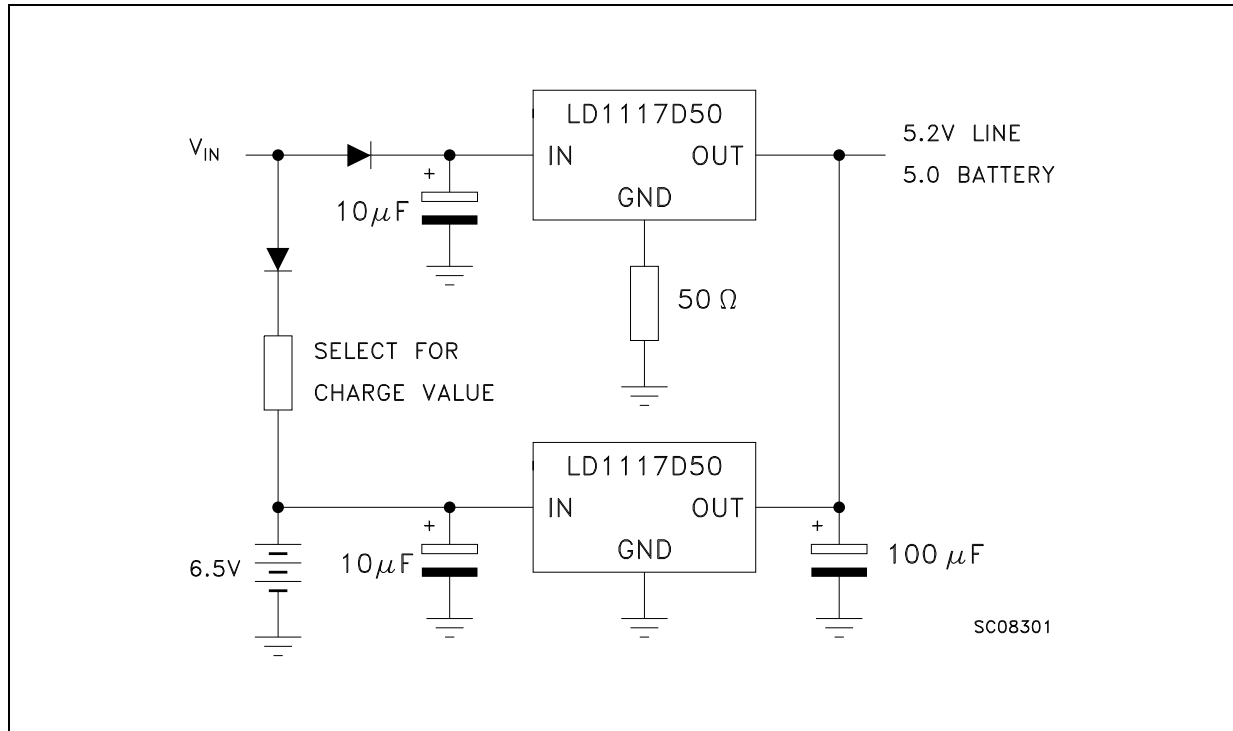 LD1117D50
V_IN
IN
OUT
5.2V LINE
5.0 BATTERY
+
10μF
GND
50 Ω
SELECT FOR
CHARGE VALUE
LD1117D50
IN
OUT
+
+
6.5V
10μF
GND
100 μF
SC08301